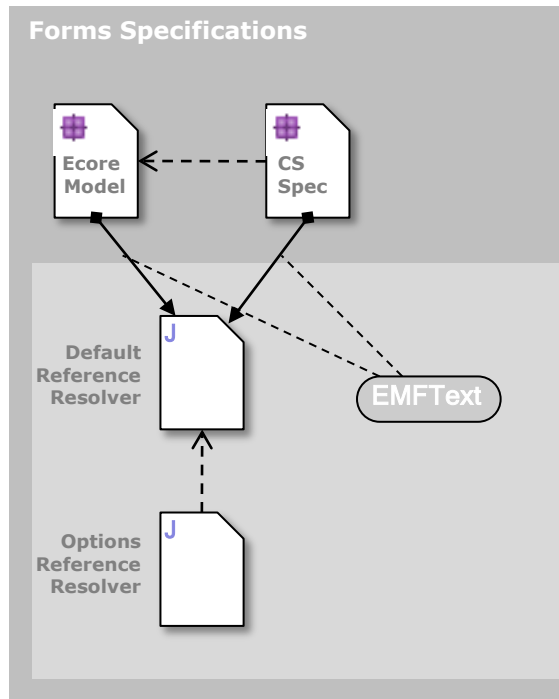 Forms Specifications
Ecore
Model
CS
Spec
J
Default
Reference
Resolver
EMFText
J
Options
Reference
Resolver